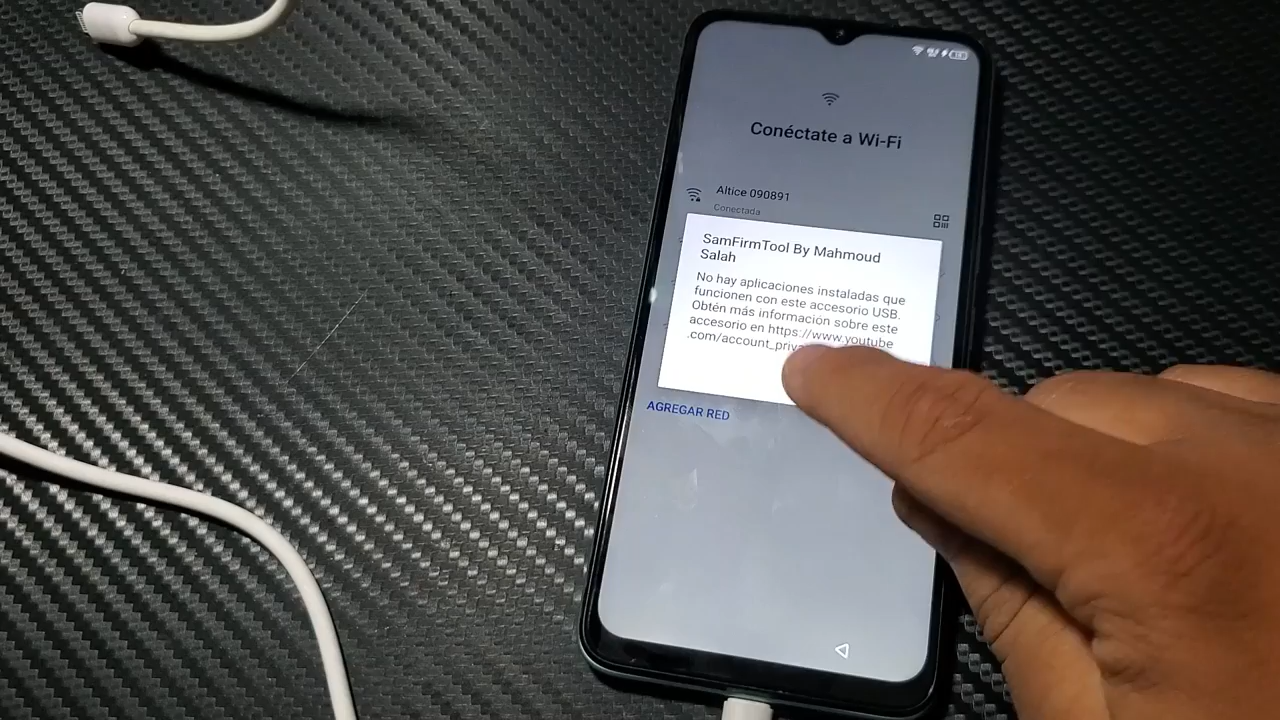 Conéctate a Wi-Fi
Altice 090891
Conectada
SamFirmTool By Mahmoud
Salah
No hay aplicaciones instaladas que
funcionen con este accesorio USB.
Obtén más información sobre este
accesorio en https://www.youtube
.com/account_priva
AGREGAR RED